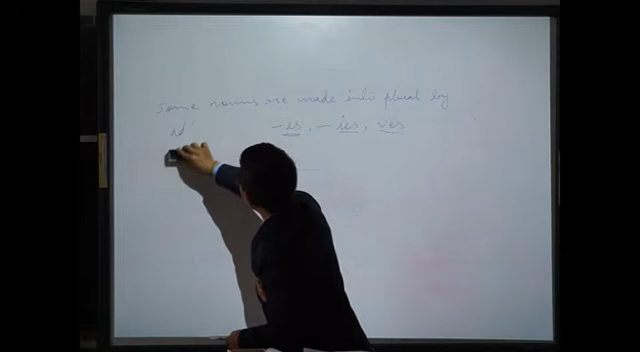 some nouns are made into plural by
-es, -ies, ves